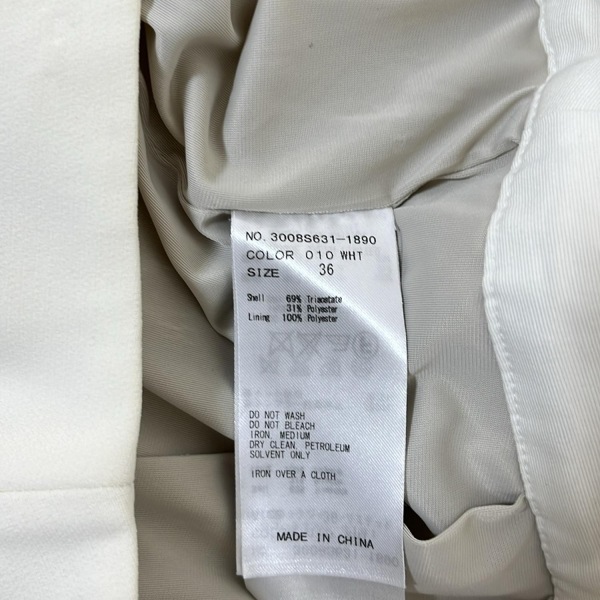 NO. 3008S631-1890
COLOR 010 WHT
SIZE 36
Shell 69% Triacetate
31% Polyester
Lining 100% Polyester
DO NOT WASH
DO NOT BLEACH
IRON, MEDIUM
DRY CLEAN, PETROLEUM
SOLVENT ONLY
IRON OVER A CLOTH
MADE IN CHINA